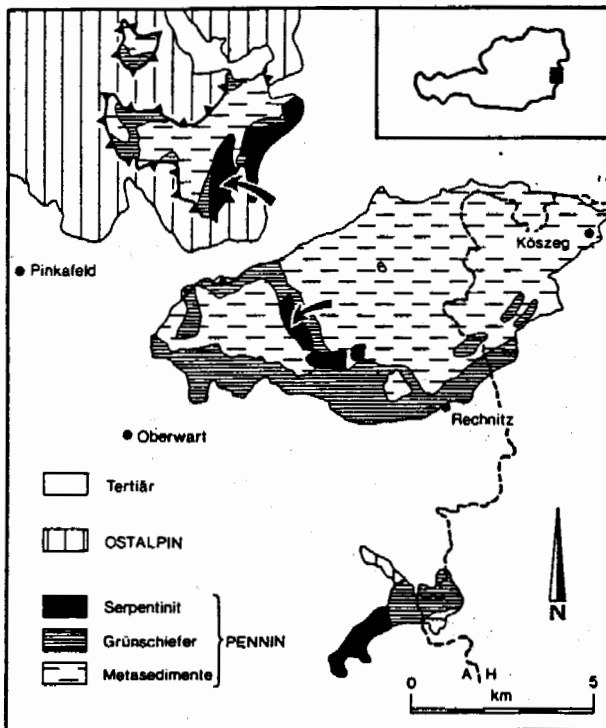 Köszeg
Pinkafeld
Rechnitz
Oberwart
Tertiär
OSTALPIN
Serpentinit
Grünschiefer
Metasedimente
PENNIN
N
A H
0 5
km